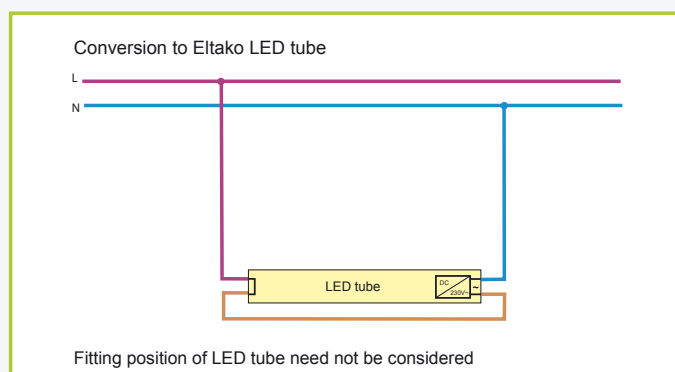 Conversion to Eltako LED tube
L
N
LED tube
DC
230V~
~
Fitting position of LED tube need not be considered